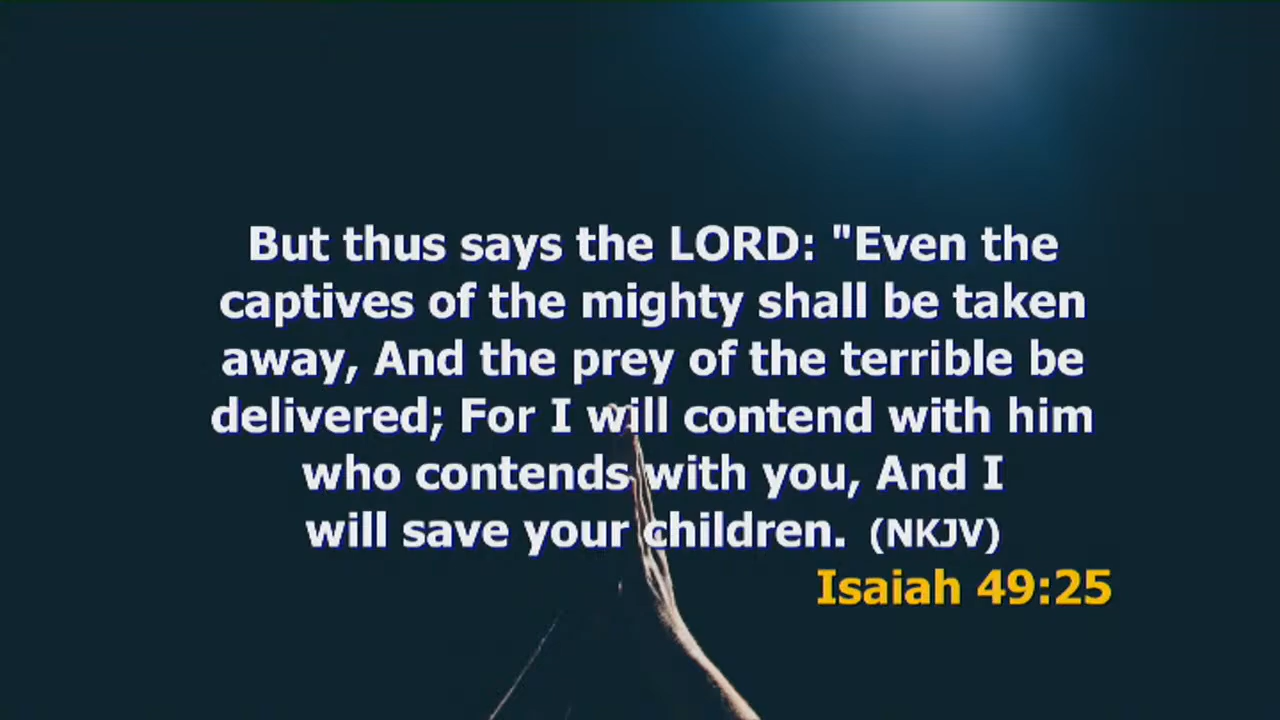 But thus says the LORD: "Even the
captives of the mighty shall be taken
away, And the prey of the terrible be
delivered; For I will contend with him
who contends with you, And I
will save your children. (NKJV)
Isaiah 49:25